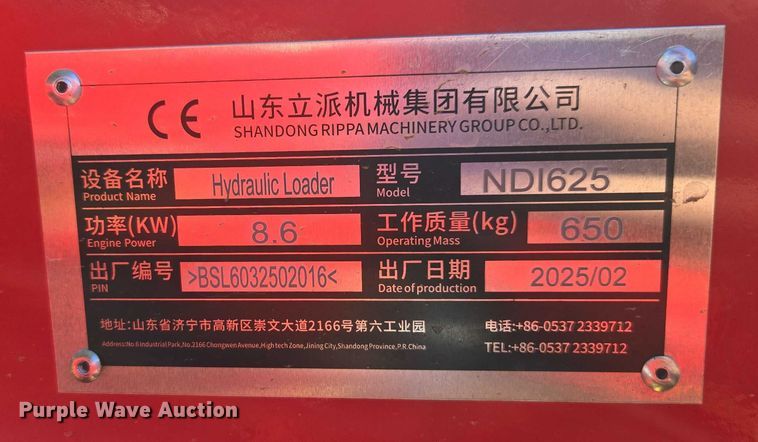 CE 山东立派机械集团有限公司
SHANDONG RIPPA MACHINERY GROUP CO.,LTD.
设备名称 Hydraulic Loader 型号 NDI625
Product Name Model
功率(KW) 8.6 工作质量(kg) 650
Engine Power Operating Mass
出厂编号 >BSL6032502016< 出厂日期 2025/02
PIN Date of production
地址:山东省济宁市高新区崇文大道2166号第六工业园 电话:+86-0537 2339712
Address:No.6 Industrial Park,No.2166 Chongwen Avenue,High tech Zone,Jining City,Shandong Province,P.R.China TEL:+86-0537 2339712
Purple Wave Auction